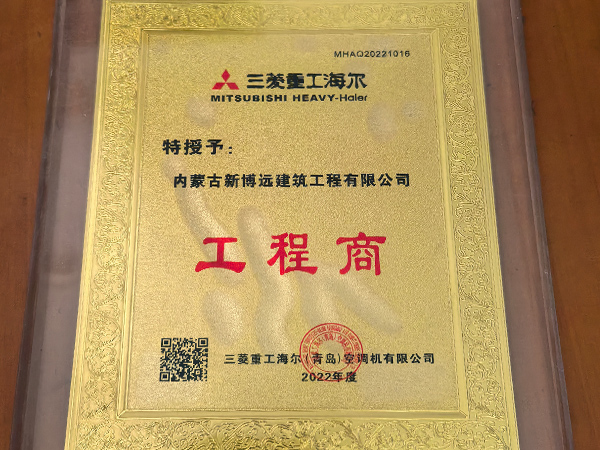 MHAQ20221016
三菱重工海尔
MITSUBISHI HEAVY-Haier
特授予：
内蒙古新博远建筑工程有限公司
工程商
三菱重工海尔(青岛)空调机有限公司
2022年度